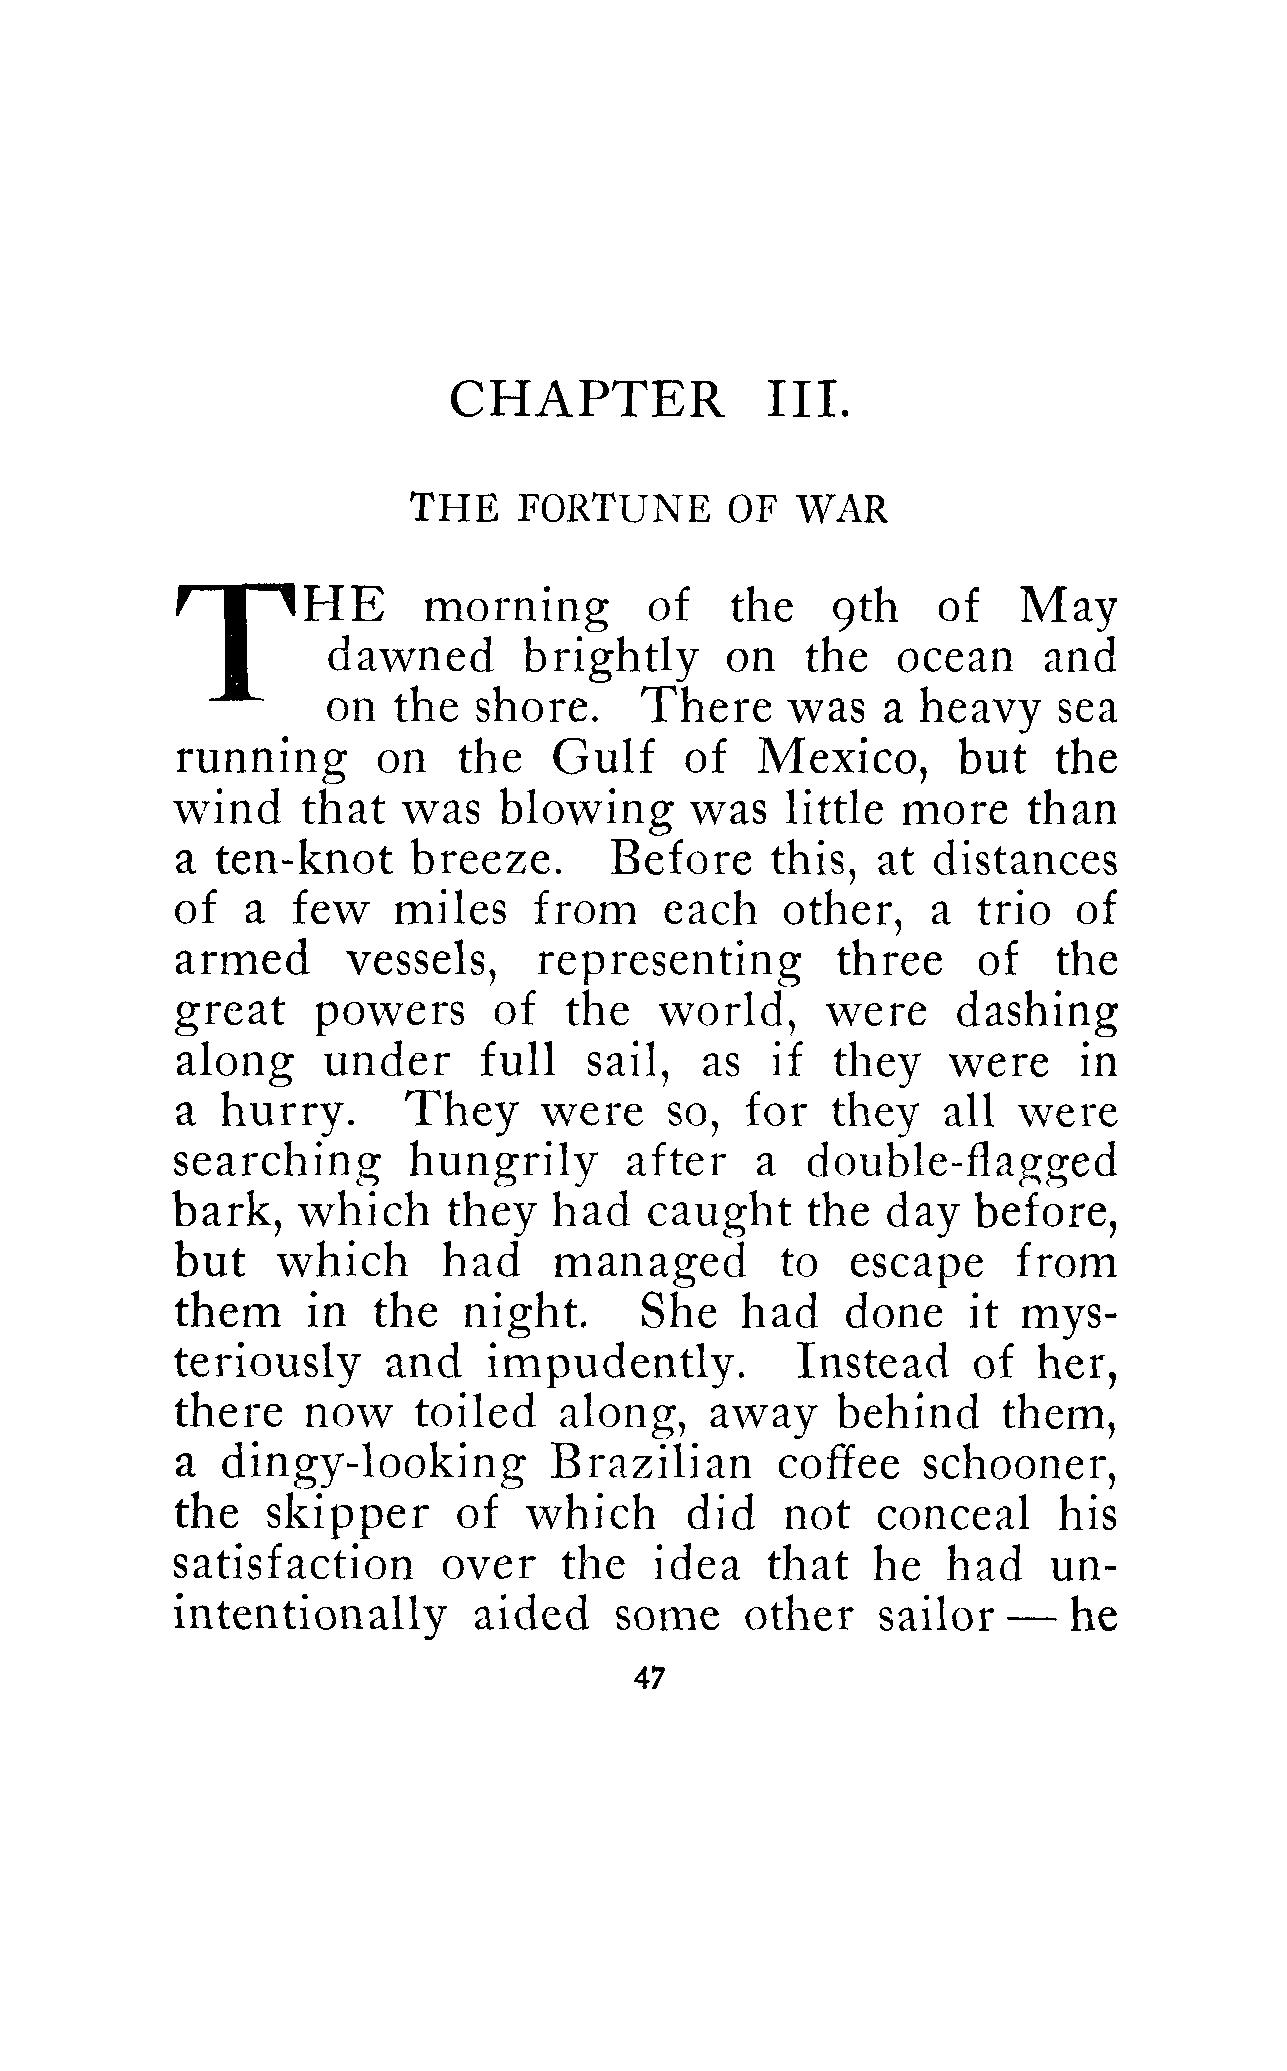 CHAPTER III.
THE FORTUNE OF WAR
THE morning of the 9th of May
dawned brightly on the ocean and
on the shore. There was a heavy sea
running on the Gulf of Mexico, but the
wind that was blowing was little more than
a ten-knot breeze. Before this, at distances
of a few miles from each other, a trio of
armed vessels, representing three of the
great powers of the world, were dashing
along under full sail, as if they were in
a hurry. They were so, for they all were
searching hungrily after a double-flagged
bark, which they had caught the day before,
but which had managed to escape from
them in the night. She had done it mys-
teriously and impudently. Instead of her,
there now toiled along, away behind them,
a dingy-looking Brazilian coffee schooner,
the skipper of which did not conceal his
satisfaction over the idea that he had un-
intentionally aided some other sailor — he
47